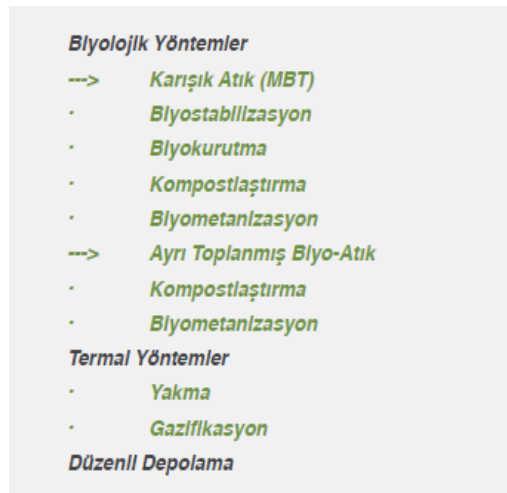 Biyolojik Yöntemler
---> Karışık Atık (MBT)
· Biyostabilizasyon
· Biyokurutma
· Kompostlaştırma
· Biyometanizasyon
---> Ayrı Toplanmış Biyo-Atık
· Kompostlaştırma
· Biyometanizasyon
Termal Yöntemler
· Yakma
· Gazifikasyon
Düzenli Depolama